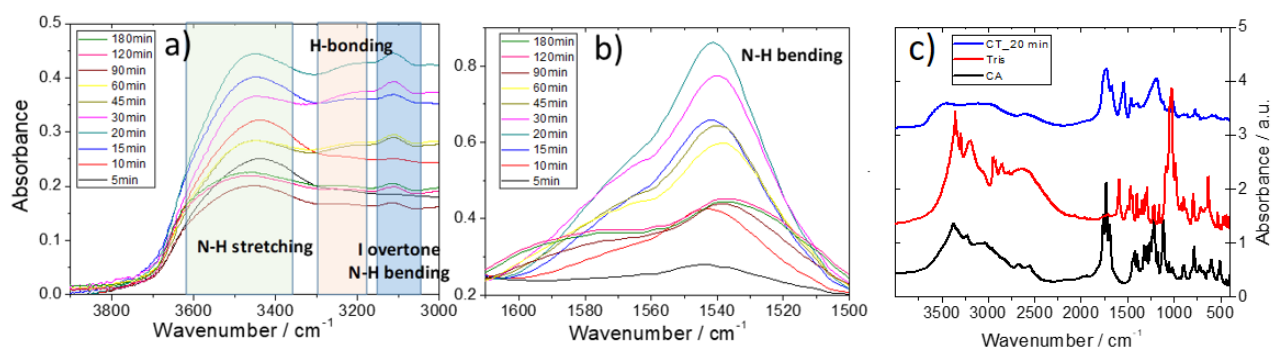 a)
H-bonding
180min
120min
90min
60min
45min
30min
20min
15min
10min
5min
N-H stretching
I overtone
N-H bending
0.5
0.4
0.3
0.2
0.1
0.0
Absorbance
3800
3600
3400
3200
3000
Wavenumber / cm⁻¹
b)
N-H bending
180min
120min
90min
60min
45min
30min
20min
15min
10min
5min
0.8
0.6
0.4
0.2
1600
1580
1560
1540
1520
1500
Wavenumber / cm⁻¹
c)
CT_20 min
Tris
CA
5
4
3
2
1
0
Absorbance / a.u.
3500
3000
2500
2000
1500
1000
500
Wavenumber / cm⁻¹